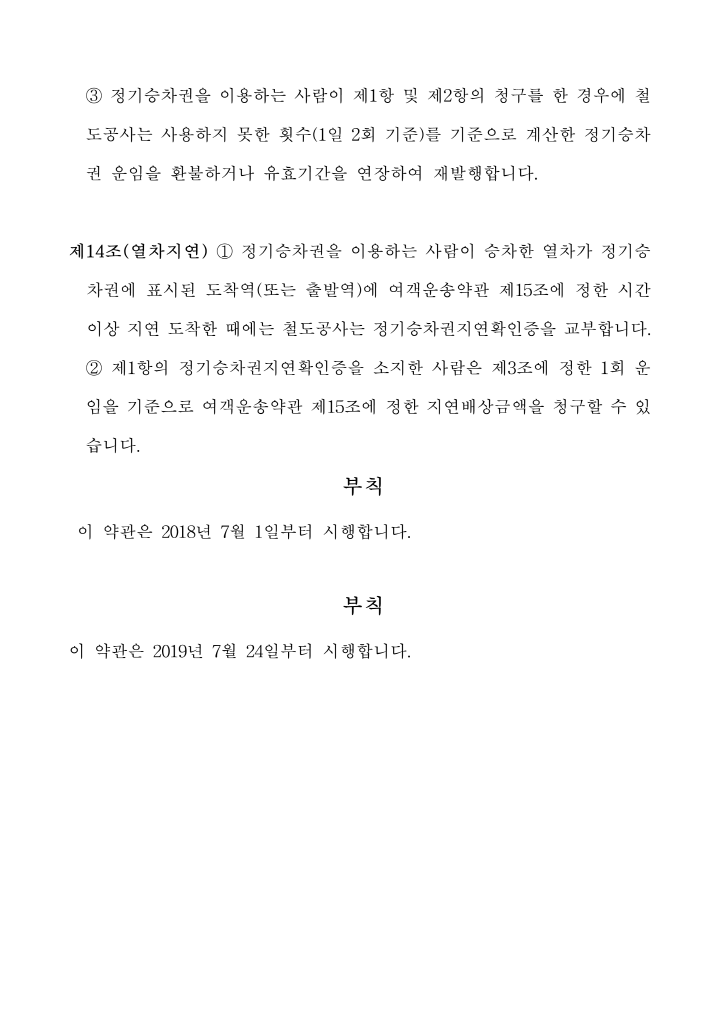 ③ 정기승차권을 이용하는 사람이 제1항 및 제2항의 청구를 한 경우에 철
도공사는 사용하지 못한 횟수(1일 2회 기준)를 기준으로 계산한 정기승차
권 운임을 환불하거나 유효기간을 연장하여 재발행합니다.
제14조(열차지연) ① 정기승차권을 이용하는 사람이 승차한 열차가 정기승
차권에 표시된 도착역(또는 출발역)에 여객운송약관 제15조에 정한 시간
이상 지연 도착한 때에는 철도공사는 정기승차권지연확인증을 교부합니다.
② 제1항의 정기승차권지연확인증을 소지한 사람은 제3조에 정한 1회 운
임을 기준으로 여객운송약관 제15조에 정한 지연배상금액을 청구할 수 있
습니다.
부칙
이 약관은 2018년 7월 1일부터 시행합니다.
부칙
이 약관은 2019년 7월 24일부터 시행합니다.